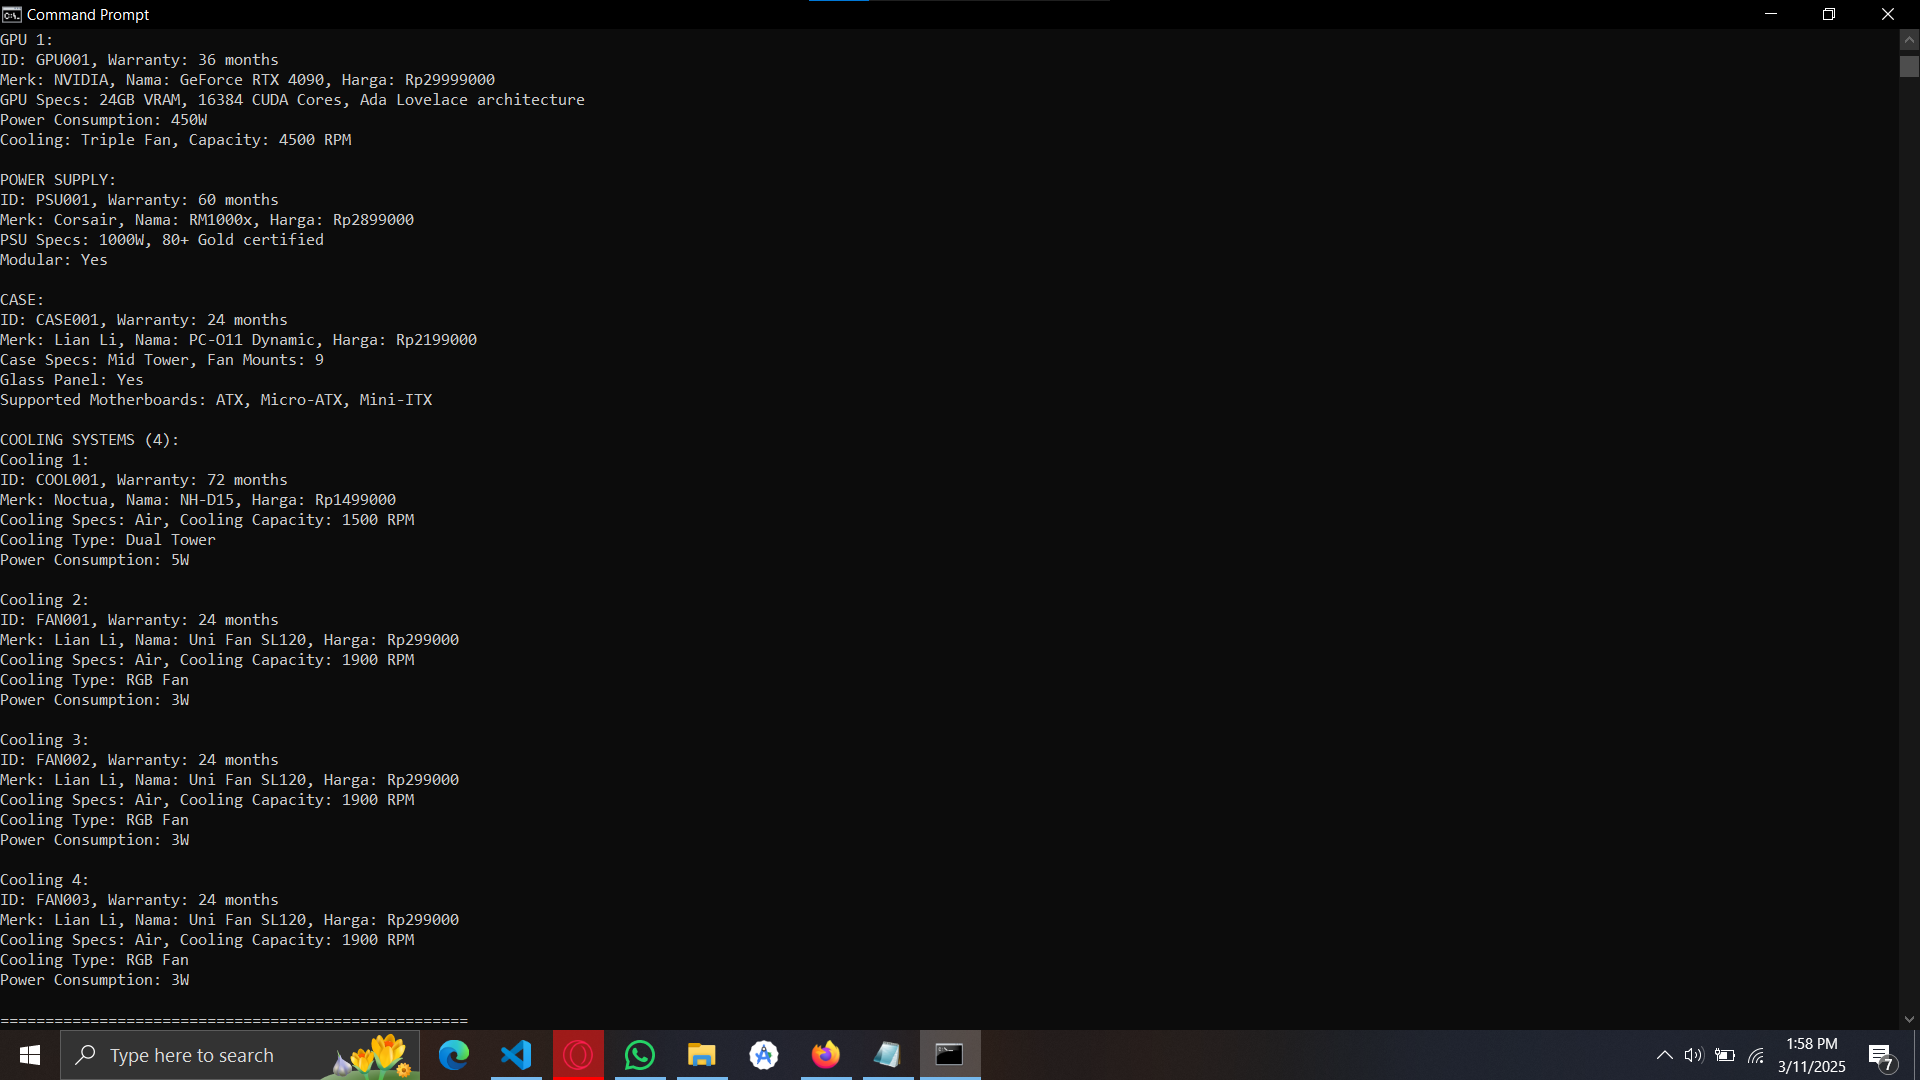 Command Prompt
GPU 1:
ID: GPU001, Warranty: 36 months
Merk: NVIDIA, Nama: GeForce RTX 4090, Harga: Rp29999000
GPU Specs: 24GB VRAM, 16384 CUDA Cores, Ada Lovelace architecture
Power Consumption: 450W
Cooling: Triple Fan, Capacity: 4500 RPM
POWER SUPPLY:
ID: PSU001, Warranty: 60 months
Merk: Corsair, Nama: RM1000x, Harga: Rp2899000
PSU Specs: 1000W, 80+ Gold certified
Modular: Yes
CASE:
ID: CASE001, Warranty: 24 months
Merk: Lian Li, Nama: PC-O11 Dynamic, Harga: Rp2199000
Case Specs: Mid Tower, Fan Mounts: 9
Glass Panel: Yes
Supported Motherboards: ATX, Micro-ATX, Mini-ITX
COOLING SYSTEMS (4):
Cooling 1:
ID: COOL001, Warranty: 72 months
Merk: Noctua, Nama: NH-D15, Harga: Rp1499000
Cooling Specs: Air, Cooling Capacity: 1500 RPM
Cooling Type: Dual Tower
Power Consumption: 5W
Cooling 2:
ID: FAN001, Warranty: 24 months
Merk: Lian Li, Nama: Uni Fan SL120, Harga: Rp299000
Cooling Specs: Air, Cooling Capacity: 1900 RPM
Cooling Type: RGB Fan
Power Consumption: 3W
Cooling 3:
ID: FAN002, Warranty: 24 months
Merk: Lian Li, Nama: Uni Fan SL120, Harga: Rp299000
Cooling Specs: Air, Cooling Capacity: 1900 RPM
Cooling Type: RGB Fan
Power Consumption: 3W
Cooling 4:
ID: FAN003, Warranty: 24 months
Merk: Lian Li, Nama: Uni Fan SL120, Harga: Rp299000
Cooling Specs: Air, Cooling Capacity: 1900 RPM
Cooling Type: RGB Fan
Power Consumption: 3W
====================================================
Type here to search
1:58 PM
3/11/2025
7